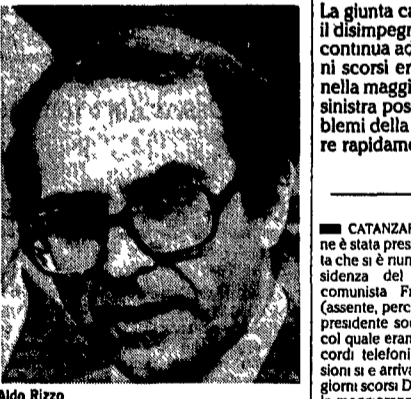 La giunta ca
il disimpegn
continua ad
ni scorsi er
nella maggi
sinistra pos
blemi della
re rapidame
CATANZAR
ne è stata pres
ta che si è riun
sidenza del
comunista Fr
(assente, perc
presidente so
col quale eran
cordi telefoni
sioni si e arriva
giorni scorsi D
la maggioran
Aldo Rizzo